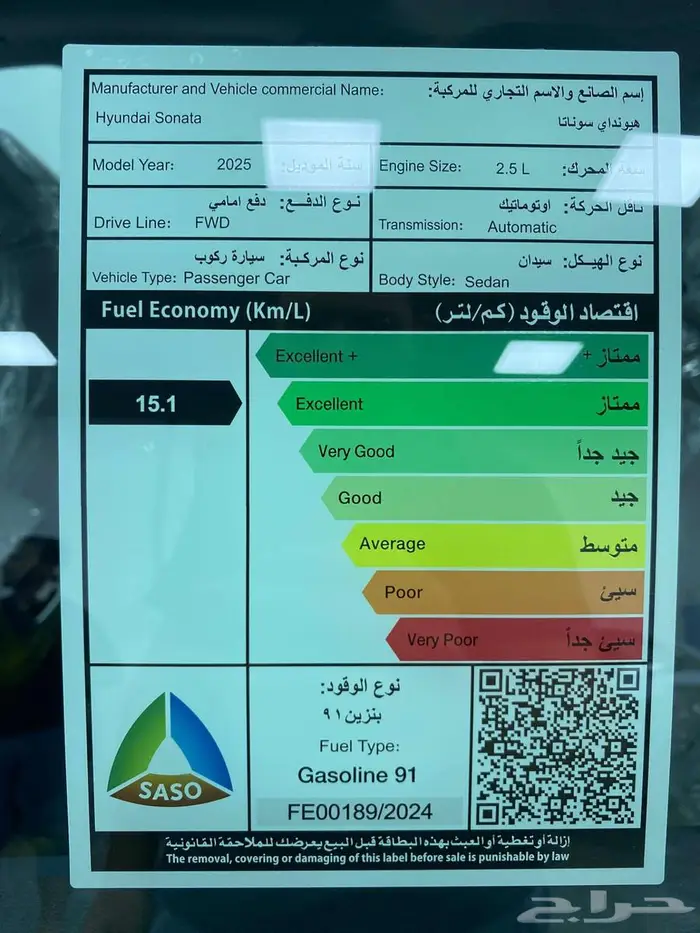 Manufacturer and Vehicle commercial Name: إسم الصانع والاسم التجاري للمركبة:
Hyundai Sonata هيونداي سوناتا
Model Year: 2025 سنة الموديل:
Engine Size: 2.5 L سعة المحرك:
نوع الدفع: دفع امامي
Drive Line: FWD
ناقل الحركة: اوتوماتيك
Transmission: Automatic
نوع المركبة: سيارة ركوب
Vehicle Type: Passenger Car
نوع الهيكل: سيدان
Body Style: Sedan
Fuel Economy (Km/L) اقتصاد الوقود (كم/لتر)
Excellent + ممتاز +
15.1
Excellent ممتاز
Very Good جيد جداً
Good جيد
Average متوسط
Poor سيئ
Very Poor سيئ جداً
SASO
نوع الوقود:
بنزين ٩١
Fuel Type:
Gasoline 91
FE00189/2024
إزالة أو تغطية أو العبث بهذه البطاقة قبل البيع يعرضك للملاحقة القانونية
The removal, covering or damaging of this label before sale is punishable by law
حراج